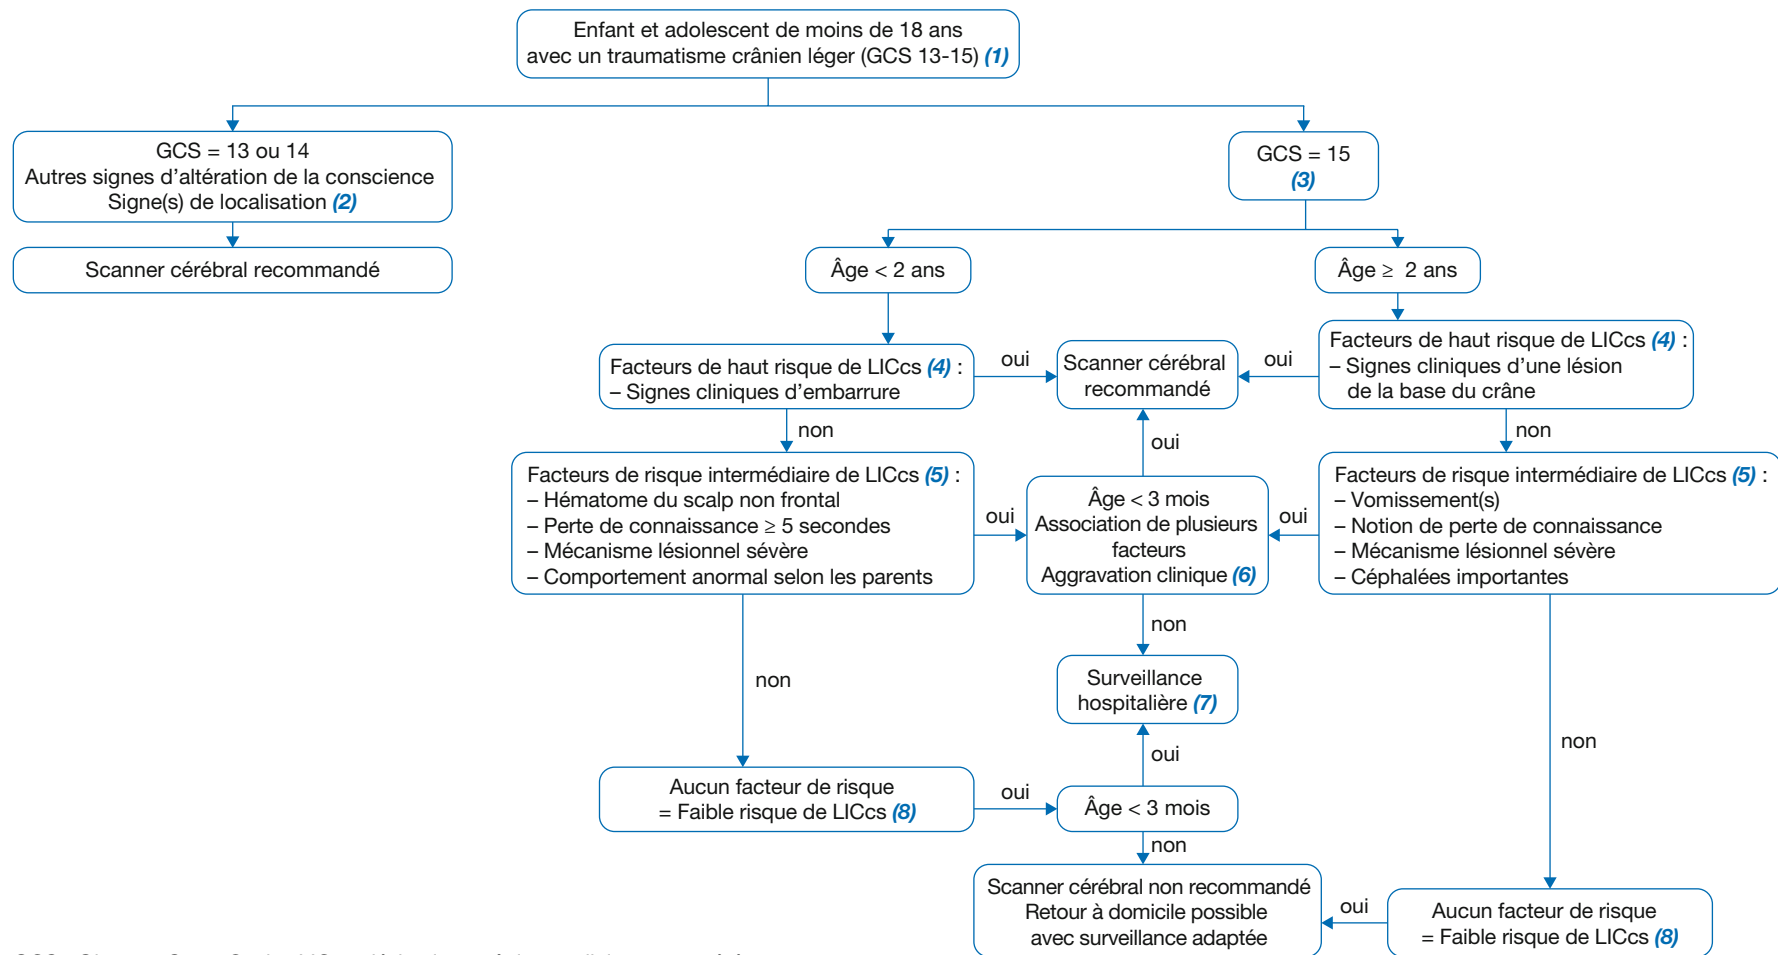 Enfant et adolescent de moins de 18 ans
avec un traumatisme crânien léger (GCS 13-15) (1)
GCS = 13 ou 14
Autres signes d'altération de la conscience
Signe(s) de localisation (2)
Scanner cérébral recommandé
GCS = 15
(3)
Âge < 2 ans
Âge ≥ 2 ans
Facteurs de haut risque de LICcs (4) :
– Signes cliniques d'embarrure
oui
Scanner cérébral
recommandé
oui
Facteurs de haut risque de LICcs (4) :
– Signes cliniques d'une lésion
de la base du crâne
non
oui
non
Facteurs de risque intermédiaire de LICcs (5) :
– Hématome du scalp non frontal
– Perte de connaissance ≥ 5 secondes
– Mécanisme lésionnel sévère
– Comportement anormal selon les parents
oui
Âge < 3 mois
Association de plusieurs
facteurs
Aggravation clinique (6)
oui
Facteurs de risque intermédiaire de LICcs (5) :
– Vomissement(s)
– Notion de perte de connaissance
– Mécanisme lésionnel sévère
– Céphalées importantes
non
non
Surveillance
hospitalière (7)
non
oui
Aucun facteur de risque
= Faible risque de LICcs (8)
oui
Âge < 3 mois
non
Scanner cérébral non recommandé
Retour à domicile possible
avec surveillance adaptée
oui
Aucun facteur de risque
= Faible risque de LICcs (8)